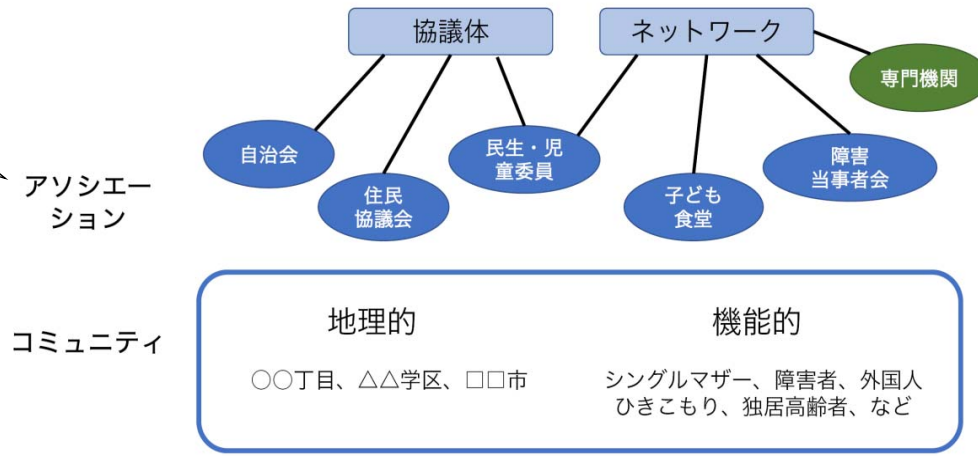 協議体
ネットワーク
専門機関
自治会
民生・児
童委員
障害
当事者会
アソシエー
ション
住民
協議会
子ども
食堂
コミュニティ
地理的
機能的
○○丁目、△△学区、□□市
シングルマザー、障害者、外国人
ひきこもり、独居高齢者、など